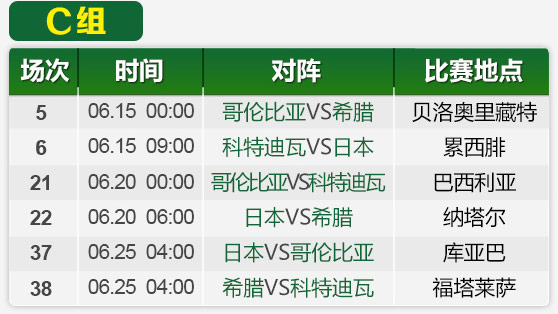 C组
场次 时间 对阵 比赛地点
5 06.15 00:00 哥伦比亚VS希腊 贝洛奥里藏特
6 06.15 09:00 科特迪瓦VS日本 累西腓
21 06.20 00:00 哥伦比亚VS科特迪瓦 巴西利亚
22 06.20 06:00 日本VS希腊 纳塔尔
37 06.25 04:00 日本VS哥伦比亚 库亚巴
38 06.25 04:00 希腊VS科特迪瓦 福塔莱萨